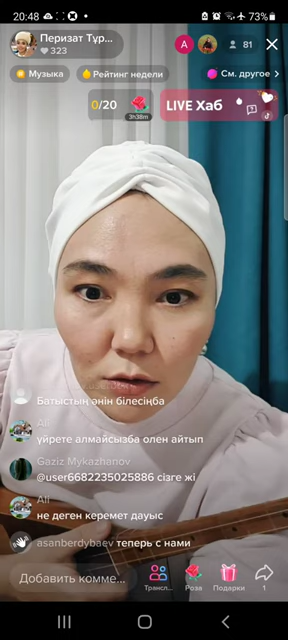 20:48
73%
Перизат Тұр...
323
A
81
Музыка
Рейтинг недели
См. другое
0/20
3h38m
LIVE Хаб
Батыстың әнін білесіңба
Ali
үйрете алмайсызба олең айтып
Gaziz Mykazhanov
@user6682235025886 сізге жі
Ali
не деген керемет дауыс
asanberdybaev теперь с нами
Добавить комме...
Трансл...
Роза
Подарки
1